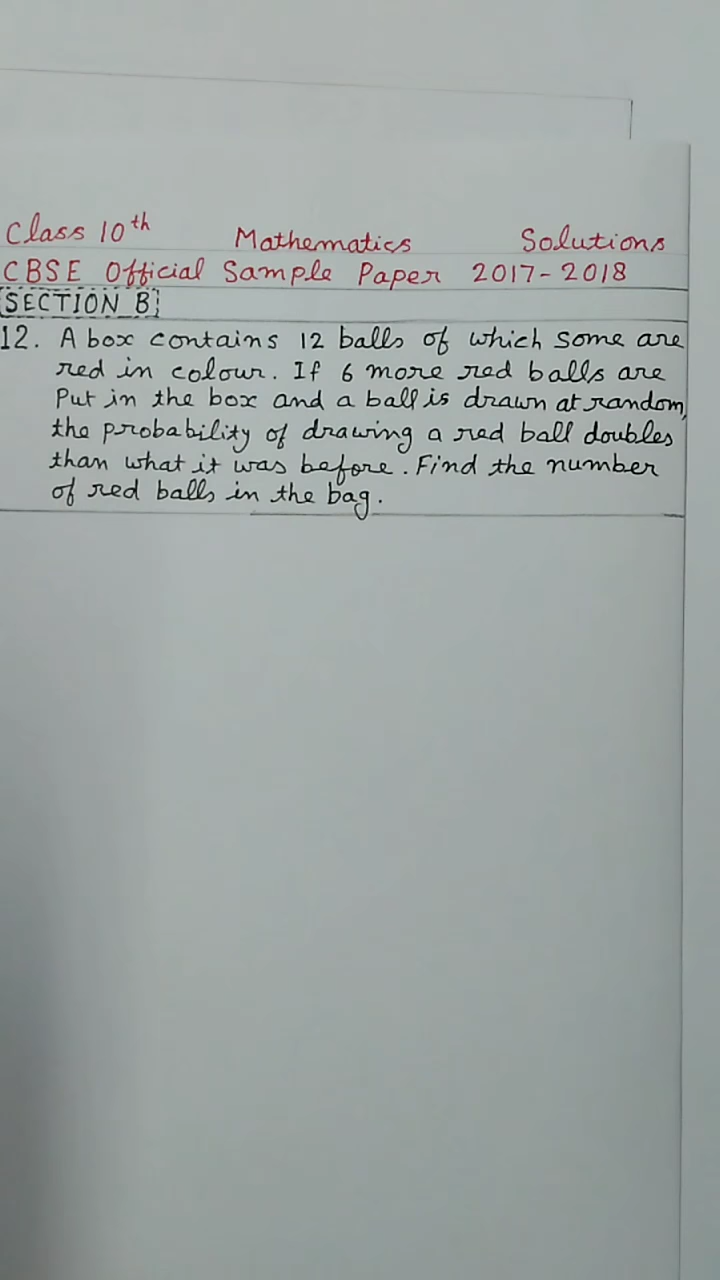 Class 10th Mathematics Solutions
CBSE Official Sample Paper 2017-2018
SECTION B
12. A box contains 12 balls of which some are
red in colour. If 6 more red balls are
Put in the box and a ball is drawn at random,
the probability of drawing a red ball doubles
than what it was before. Find the number
of red balls in the bag.